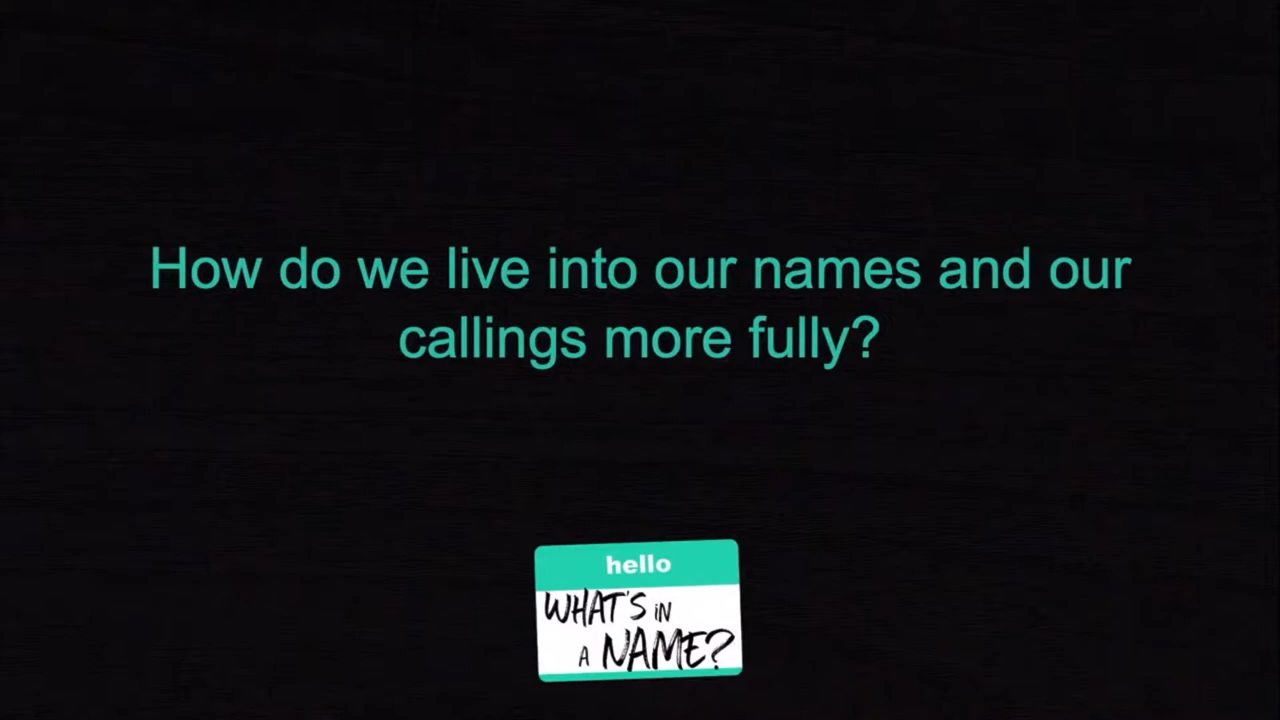 How do we live into our names and our
callings more fully?
hello
WHAT'S iN
A NAME?